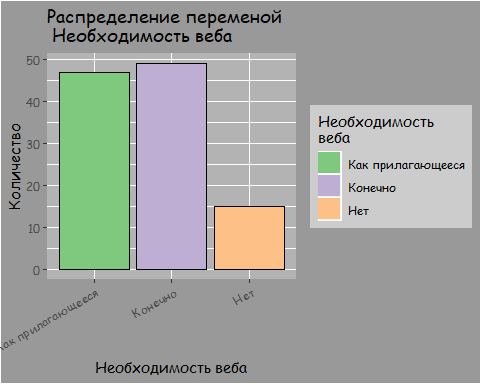 Распределение переменой
Необходимость веба
Количество
50
40
30
20
10
0
Как прилагающееся
Конечно
Нет
Необходимость веба
Необходимость
веба
Как прилагающееся
Конечно
Нет